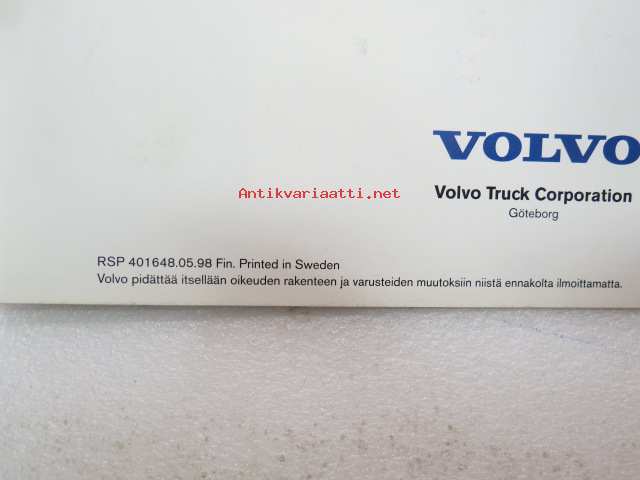 VOLVO
Antikvariaatti.net
Volvo Truck Corporation
Göteborg
RSP 401648.05.98 Fin. Printed in Sweden
Volvo pidättää itsellään oikeuden rakenteen ja varusteiden muutoksiin niistä ennakolta ilmoittamatta.